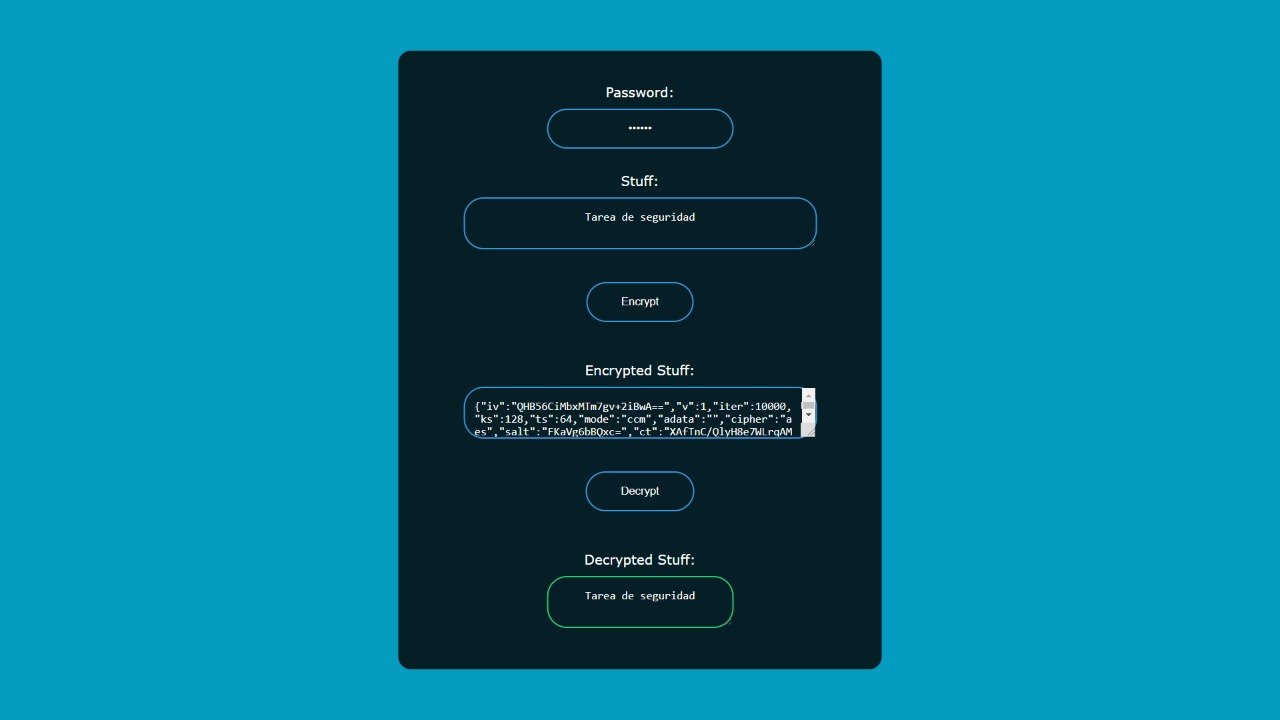 Password:
••••••
Stuff:
Tarea de seguridad
Encrypt
Encrypted Stuff:
{"iv":"QHB56CiMbxMTm7gv+2iBwA==","v":1,"iter":10000,
"ks":128,"ts":64,"mode":"ccm","adata":"","cipher":"a
es","salt":"FKaVg6bBQxc=","ct":"XAfTnC/QlyH8e7WLrqAM
Decrypt
Decrypted Stuff:
Tarea de seguridad